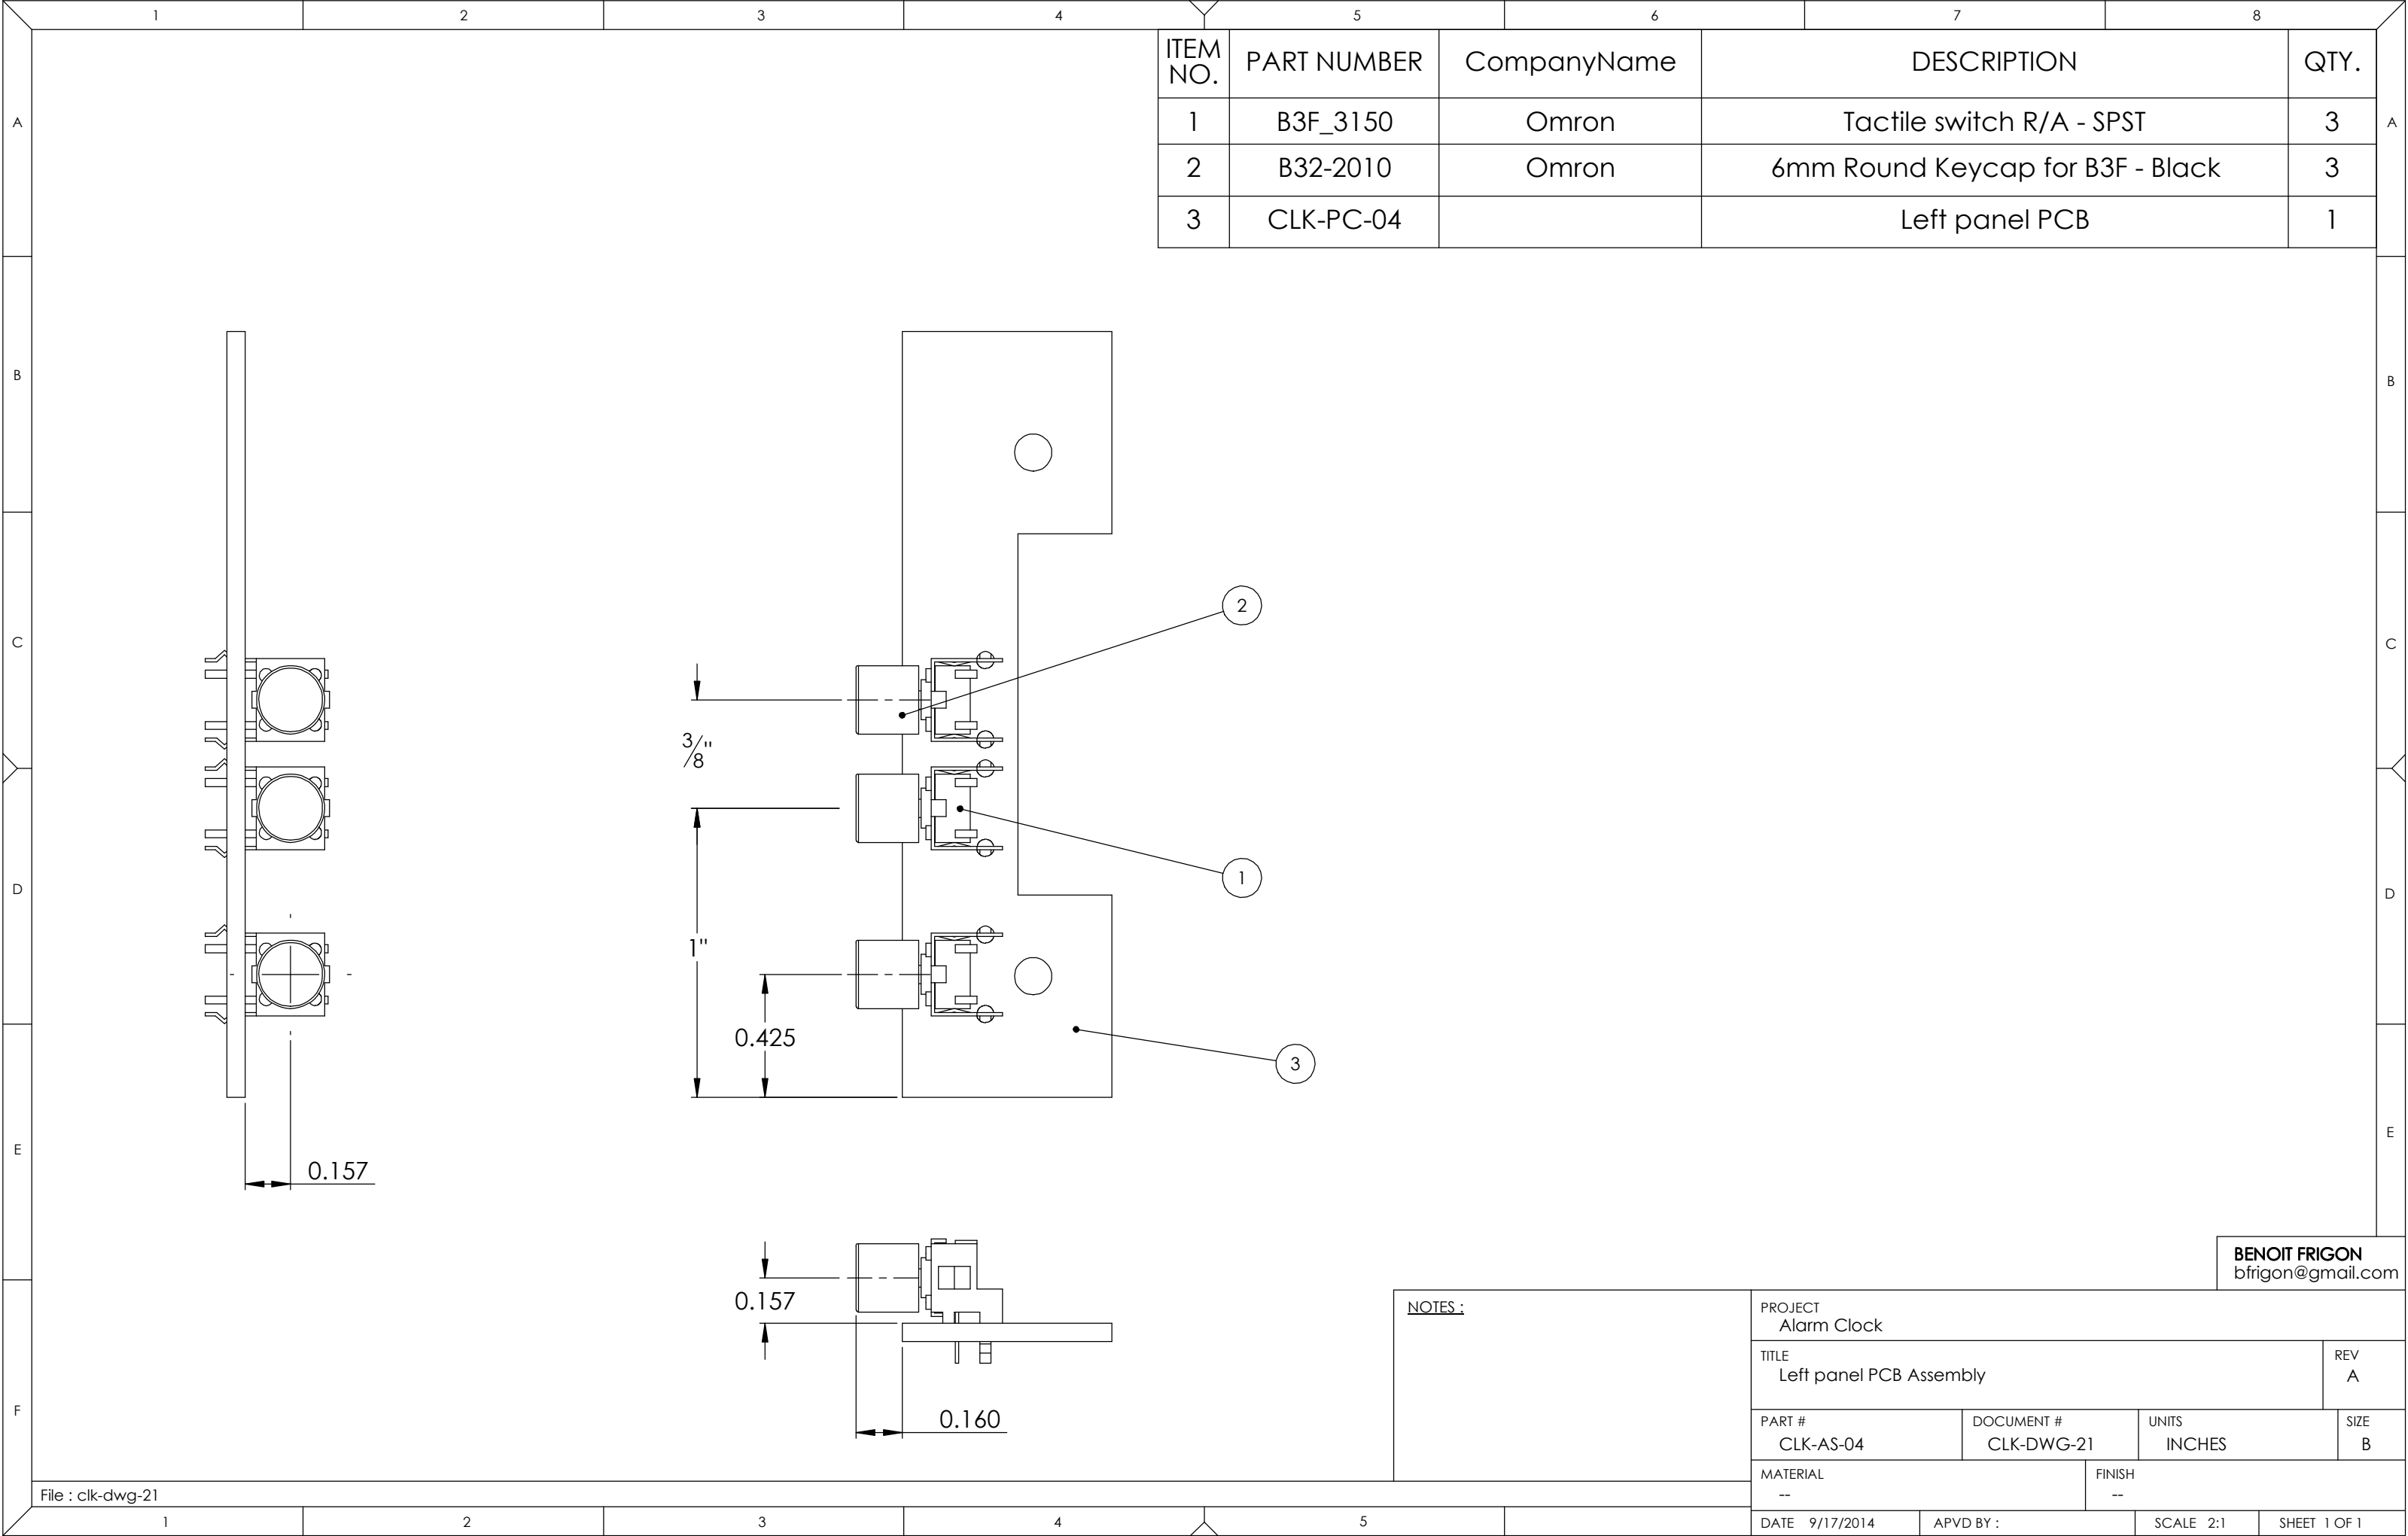 1 2 3 4 5 6 7 8
ITEM NO. PART NUMBER CompanyName DESCRIPTION QTY.
1 B3F_3150 Omron Tactile switch R/A - SPST 3
2 B32-2010 Omron 6mm Round Keycap for B3F - Black 3
3 CLK-PC-04 Left panel PCB 1
A A
B B
C C
D D
E E
F
2
3/8"
1
1"
0.425
3
0.157
0.157
0.160
BENOIT FRIGON
bfrigon@gmail.com
NOTES :
PROJECT
Alarm Clock
TITLE
Left panel PCB Assembly
REV
A
PART #
CLK-AS-04
DOCUMENT #
CLK-DWG-21
UNITS
INCHES
SIZE
B
MATERIAL
--
FINISH
--
DATE 9/17/2014 APVD BY : SCALE 2:1 SHEET 1 OF 1
File : clk-dwg-21
1 2 3 4 5